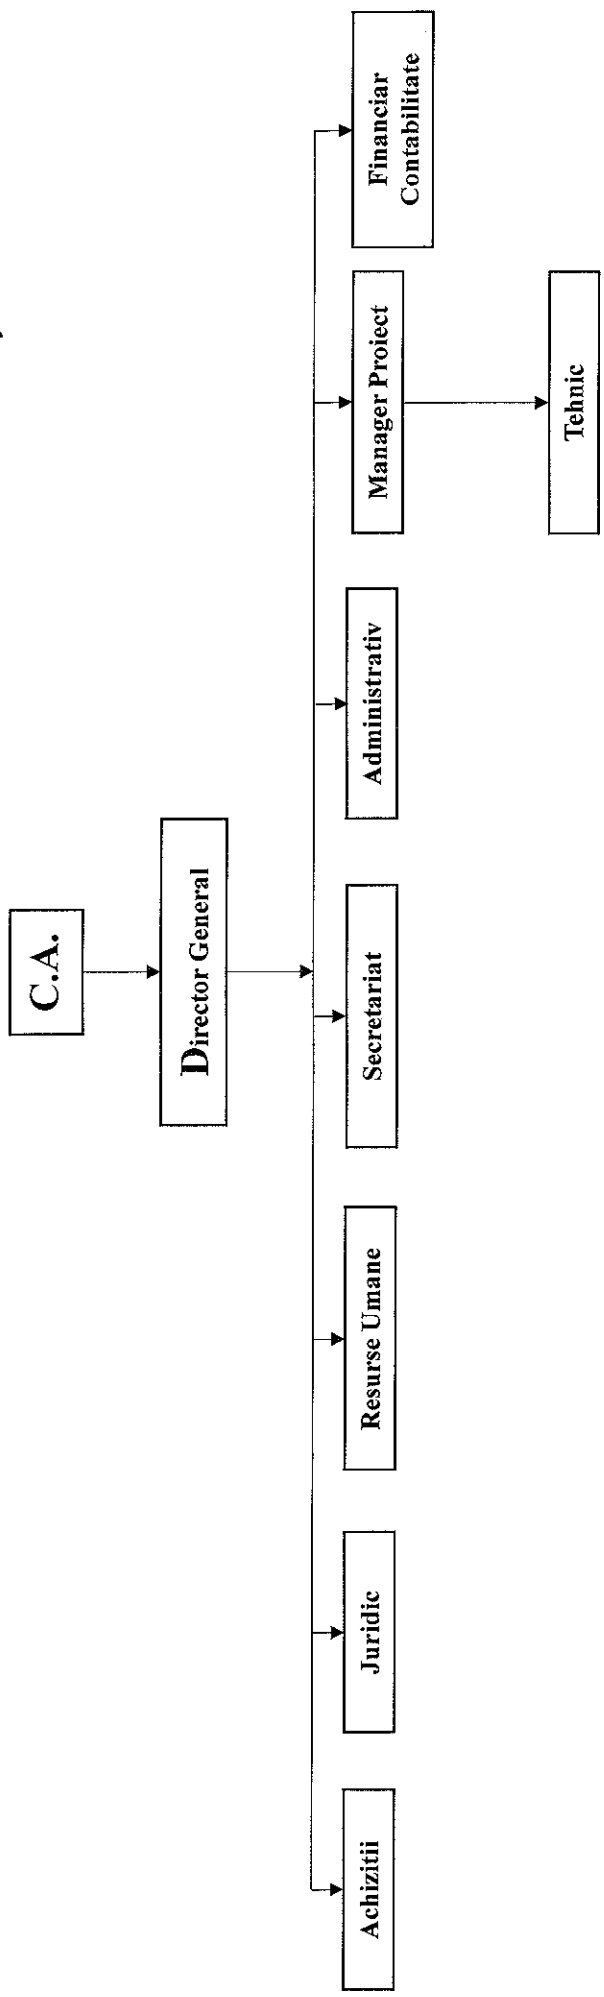 C.A.
Director General
Achizitii
Juridic
Resurse Umane
Secretariat
Administrativ
Manager Proiect
Financiar
Contabilitate
Tehnic